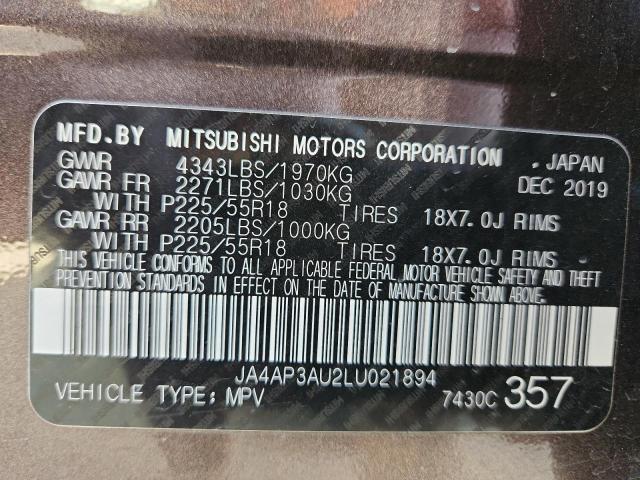 MFD.BY MITSUBISHI MOTORS CORPORATION , JAPAN
GVWR 4343LBS/1970KG DEC 2019
GAWR FR 2271LBS/1030KG
WITH P225/55R18 TIRES 18X7.0J RIMS
GAWR RR 2205LBS/1000KG
WITH P225/55R18 TIRES 18X7.0J RIMS
THIS VEHICLE CONFORMS TO ALL APPLICABLE FEDERAL MOTOR VEHICLE SAFETY AND THEFT
PREVENTION STANDARDS IN EFFECT ON THE DATE OF MANUFACTURE SHOWN ABOVE.
JA4AP3AU2LU021894
VEHICLE TYPE: MPV 7430C 357